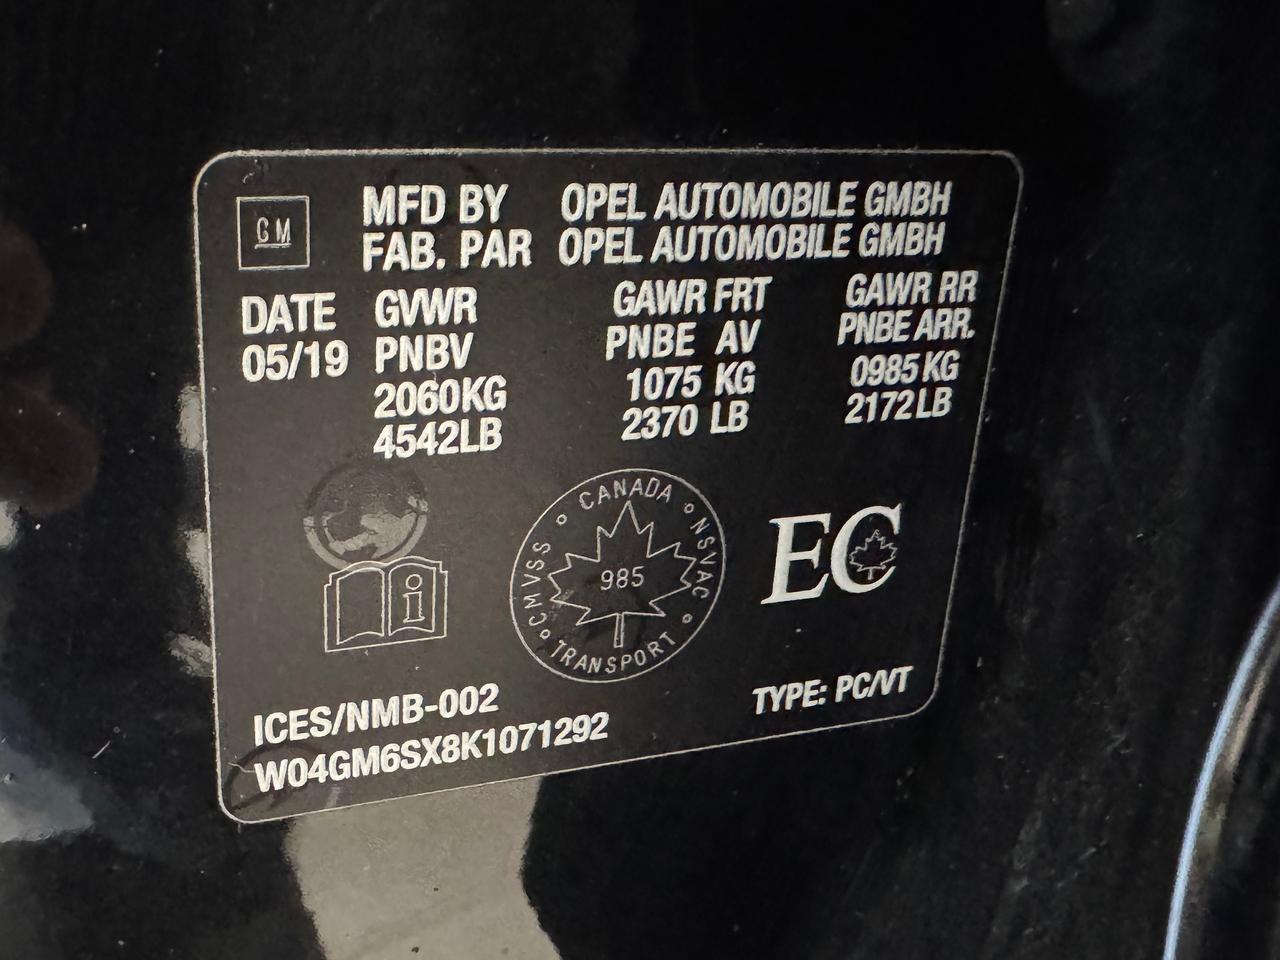 GM
MFD BY OPEL AUTOMOBILE GMBH
FAB. PAR OPEL AUTOMOBILE GMBH
DATE GVWR GAWR FRT GAWR RR
05/19 PNBV PNBE AV PNBE ARR.
2060KG 1075 KG 0985KG
4542LB 2370 LB 2172LB
i
CANADA
CMVSS
NSVAC
985
TRANSPORT
EC
ICES/NMB-002
TYPE: PC/VT
W04GM6SX8K1071292